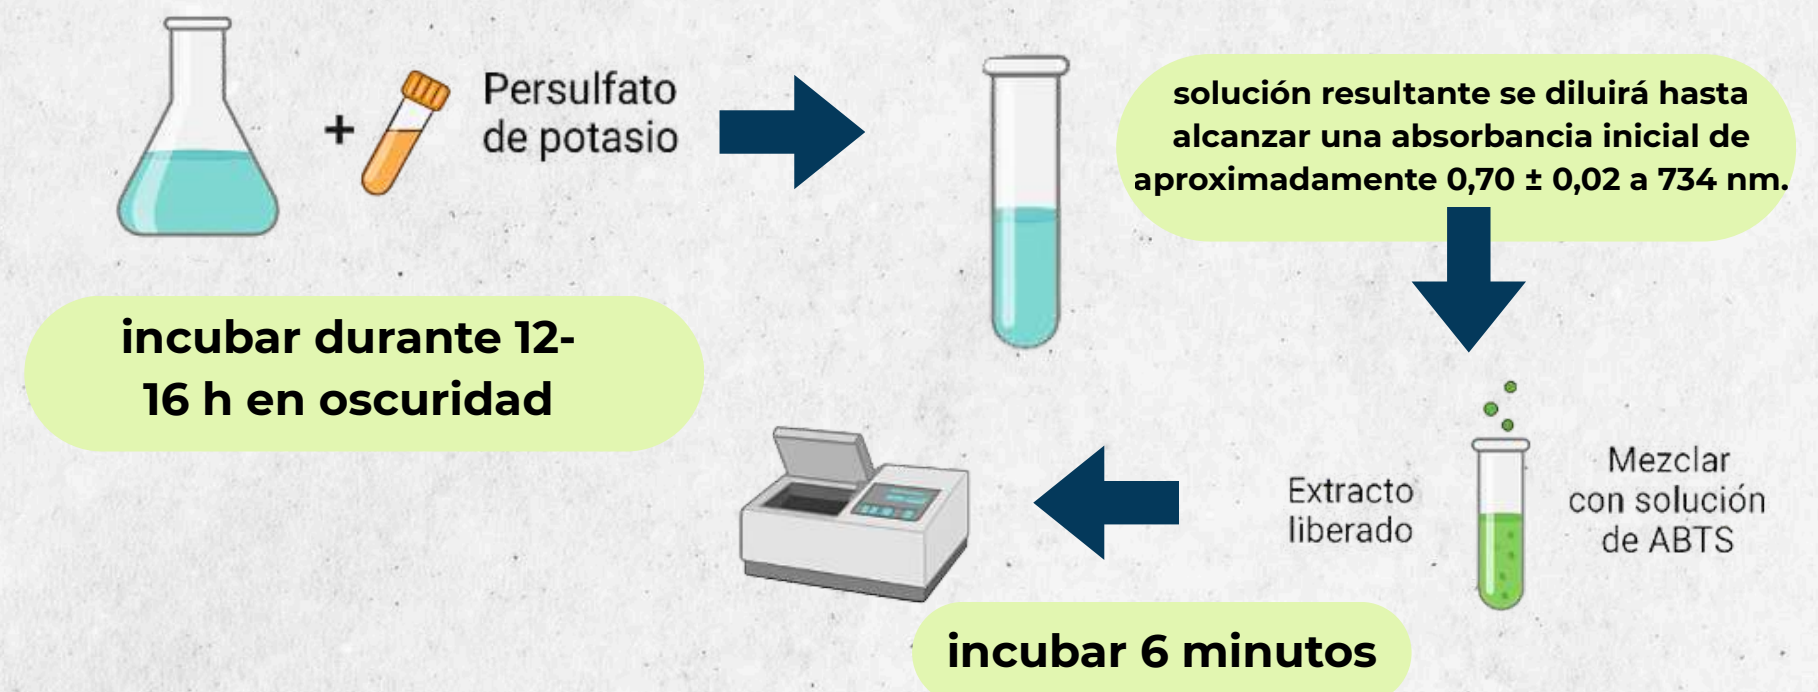 +
Persulfato
de potasio
solución resultante se diluirá hasta
alcanzar una absorbancia inicial de
aproximadamente 0,70 ± 0,02 a 734 nm.
incubar durante 12-
16 h en oscuridad
Extracto
liberado
Mezclar
con solución
de ABTS
incubar 6 minutos